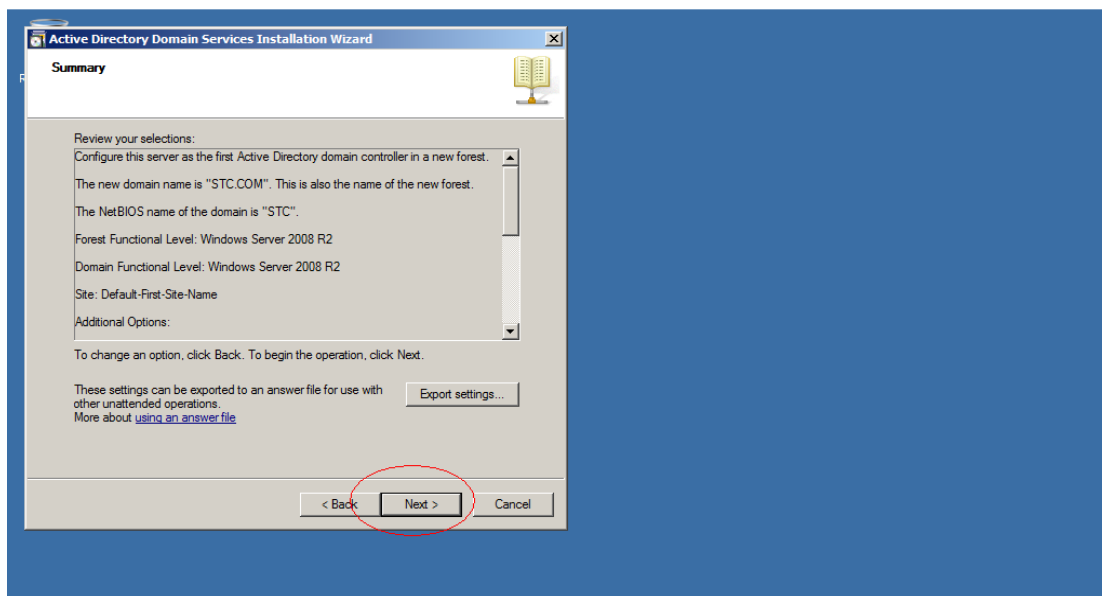 Active Directory Domain Services Installation Wizard
Summary
R
Review your selections:
Configure this server as the first Active Directory domain controller in a new forest.
The new domain name is "STC.COM". This is also the name of the new forest.
The NetBIOS name of the domain is "STC".
Forest Functional Level: Windows Server 2008 R2
Domain Functional Level: Windows Server 2008 R2
Site: Default-First-Site-Name
Additional Options:
To change an option, click Back. To begin the operation, click Next.
These settings can be exported to an answer file for use with
other unattended operations.
More about using an answer file
Export settings...
< Back
Next >
Cancel